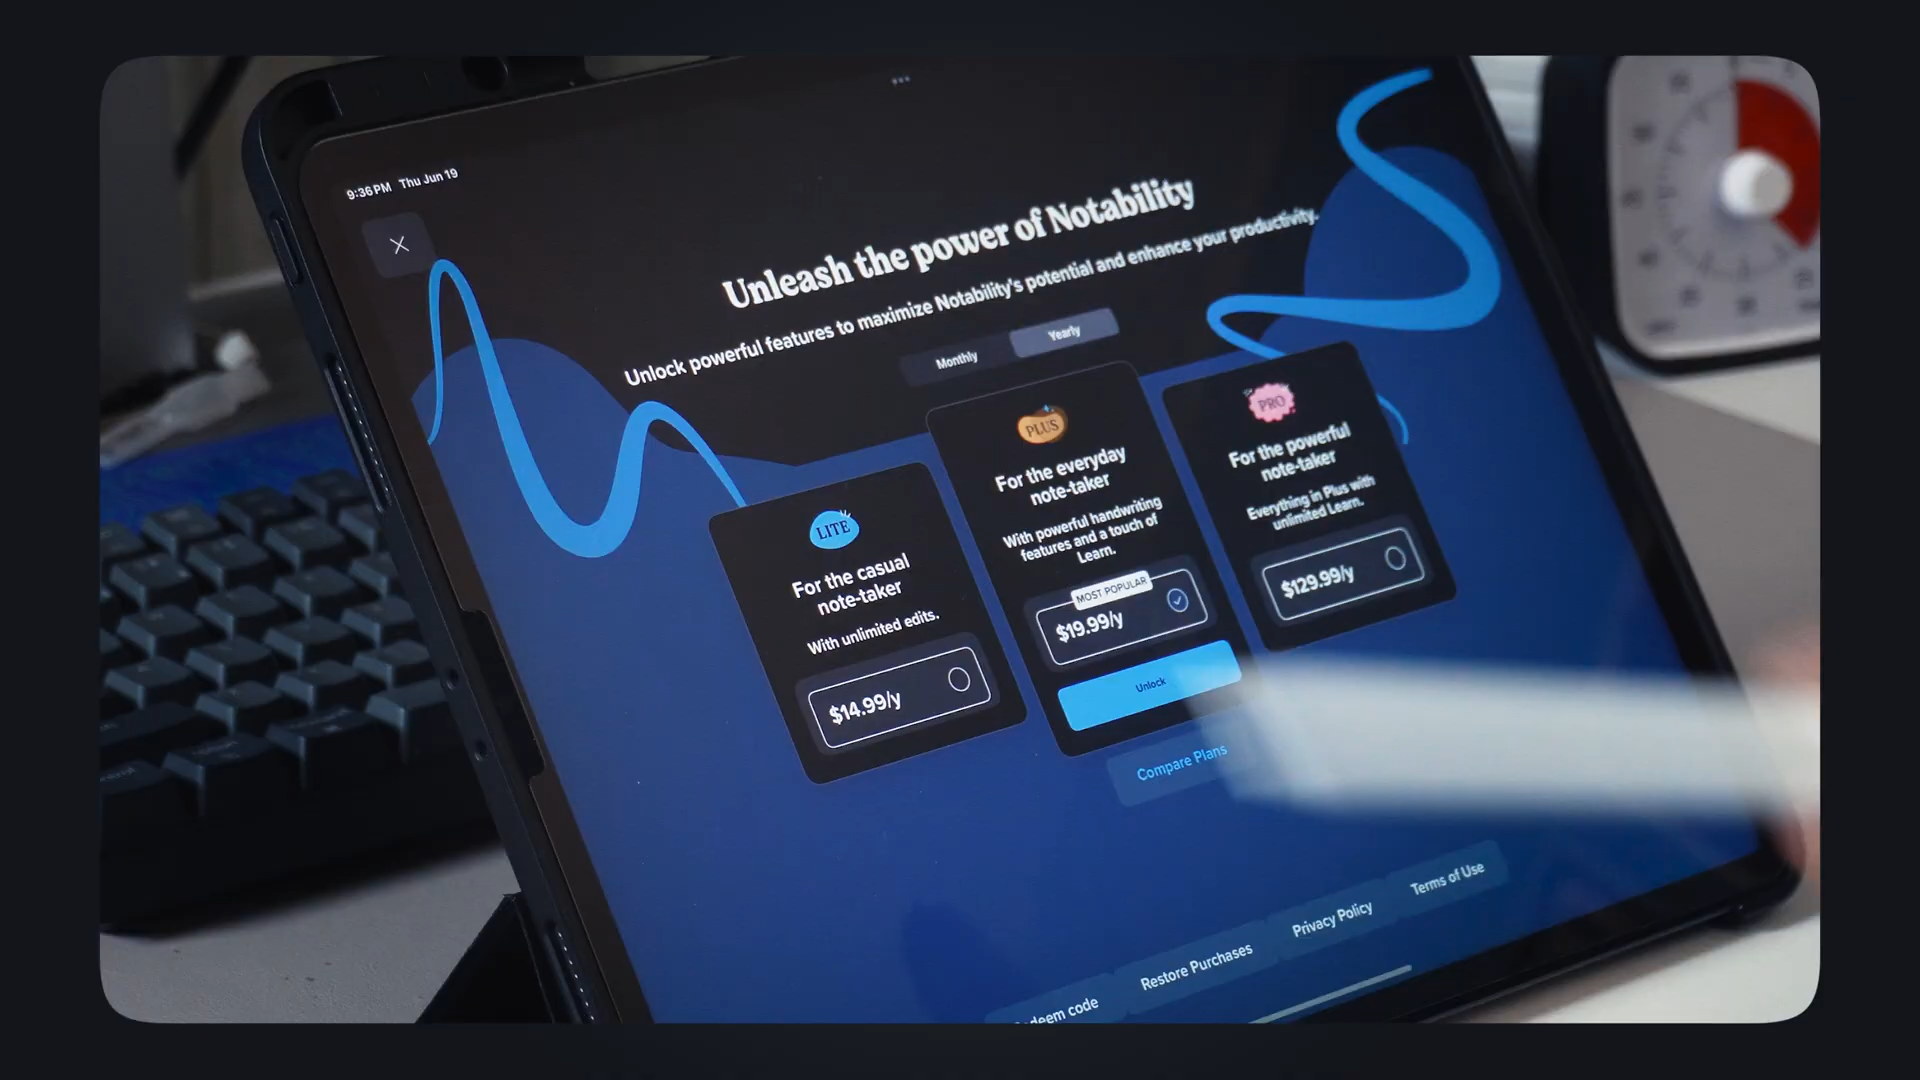 9:36 PM Thu Jun 19
Unleash the power of Notability
Unlock powerful features to maximize Notability's potential and enhance your productivity.
Monthly
Yearly
LITE
For the casual
note-taker
With unlimited edits.
$14.99/y
PLUS
For the everyday
note-taker
With powerful handwriting
features and a touch of
Learn.
MOST POPULAR
$19.99/y
Unlock
PRO
For the powerful
note-taker
Everything in Plus with
unlimited Learn.
$129.99/y
Compare Plans
code
Restore Purchases
Privacy Policy
Terms of Use